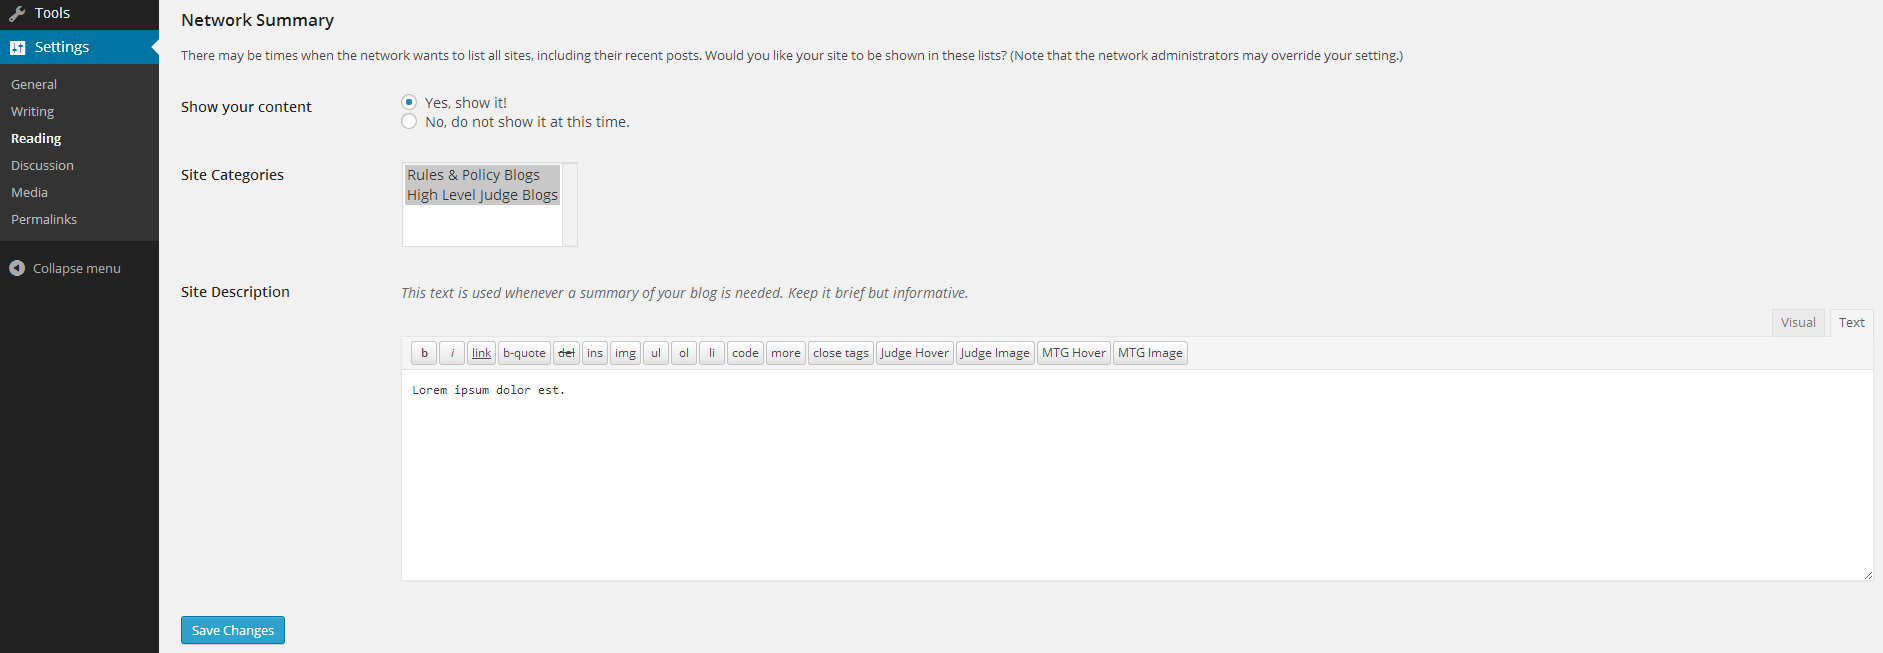 Tools
Settings
General
Writing
Reading
Discussion
Media
Permalinks
Collapse menu
Network Summary
There may be times when the network wants to list all sites, including their recent posts. Would you like your site to be shown in these lists? (Note that the network administrators may override your setting.)
Show your content
Yes, show it!
No, do not show it at this time.
Site Categories
Rules & Policy Blogs
High Level Judge Blogs
Site Description
This text is used whenever a summary of your blog is needed. Keep it brief but informative.
Visual Text
b i link b-quote del ins img ul ol li code more close tags Judge Hover Judge Image MTG Hover MTG Image
Lorem ipsum dolor est.
Save Changes